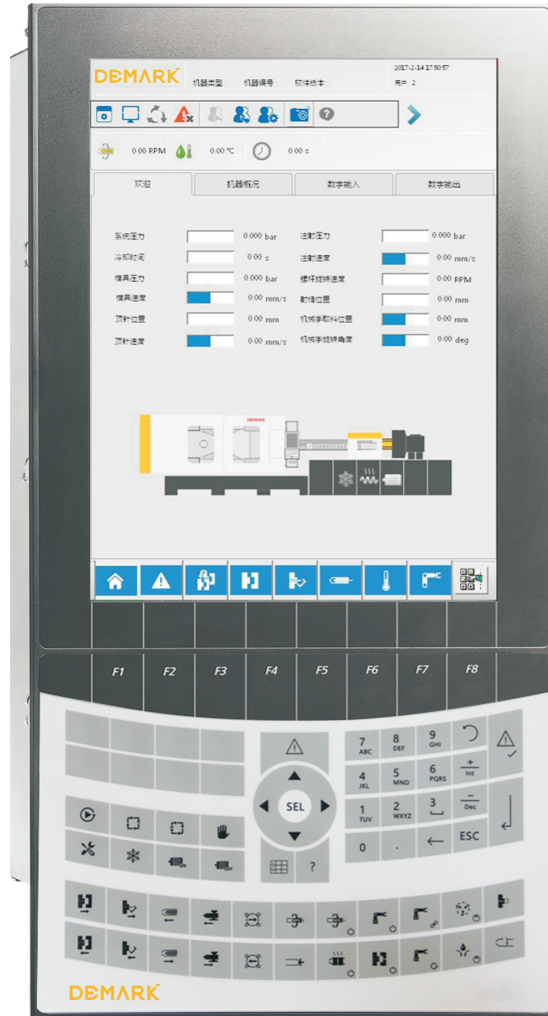 DEMARK
机器类型: 机器编号: 软件版本:
2017-2-14 17:50:57
用户: 2
0.00 RPM 0.00 ℃ 0.00 s
欢迎 机器概况 数字输入 数字输出
系统压力 0.000 bar 注射压力 0.000 bar
冷却时间 0.00 s 注射速度 0.00 mm/s
模具压力 0.000 bar 螺杆旋转速度 0.00 RPM
模具速度 0.00 mm/s 射储位置 0.00 mm
顶针位置 0.00 mm 机械手取料位置 0.00 mm
顶针速度 0.00 mm/s 机械手旋转角度 0.00 deg
DEMARK
F1 F2 F3 F4 F5 F6 F7 F8
7 ABC 8 DEF 9 GHI
4 JKL 5 MNO 6 PQRS + Int
SEL
1 TUV 2 WXYZ 3 - Dec
0 . ← ESC
?
ON OFF
DEMARK